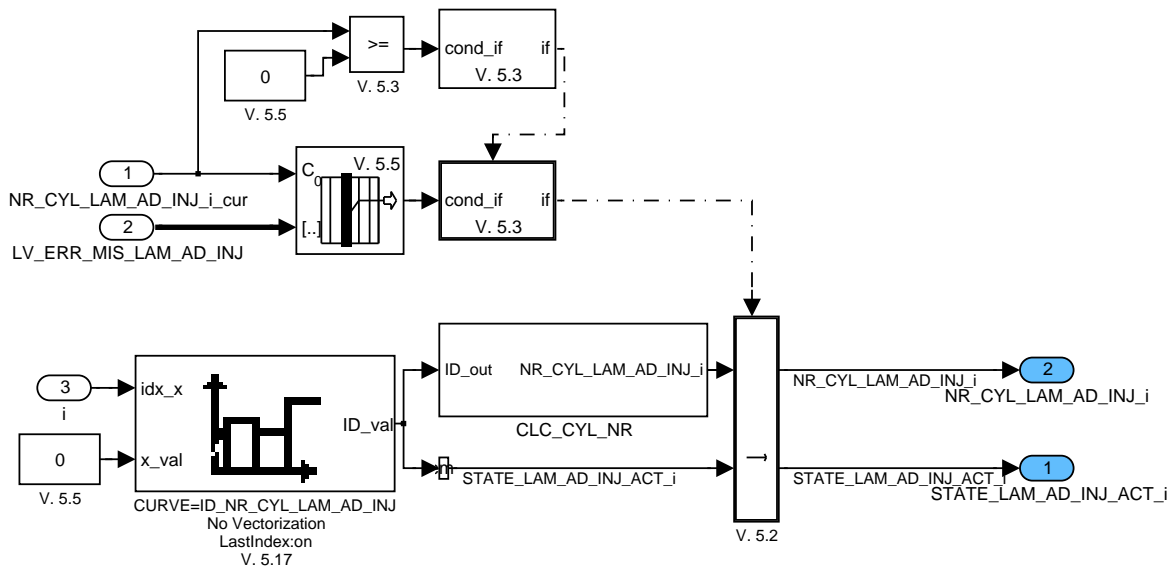 >=
V. 5.3
0
V. 5.5
cond_if
if
V. 5.3
1
NR_CYL_LAM_AD_INJ_i_cur
2
LV_ERR_MIS_LAM_AD_INJ
V. 5.5
C_0
[..]
cond_if
if
V. 5.3
3
i
0
V. 5.5
idx_x
x_val
ID_val
CURVE=ID_NR_CYL_LAM_AD_INJ
No Vectorization
LastIndex:on
V. 5.17
ID_out
NR_CYL_LAM_AD_INJ_i
CLC_CYL_NR
STATE_LAM_AD_INJ_ACT_i
V. 5.2
NR_CYL_LAM_AD_INJ_i
2
NR_CYL_LAM_AD_INJ_i
STATE_LAM_AD_INJ_ACT_i
1
STATE_LAM_AD_INJ_ACT_i